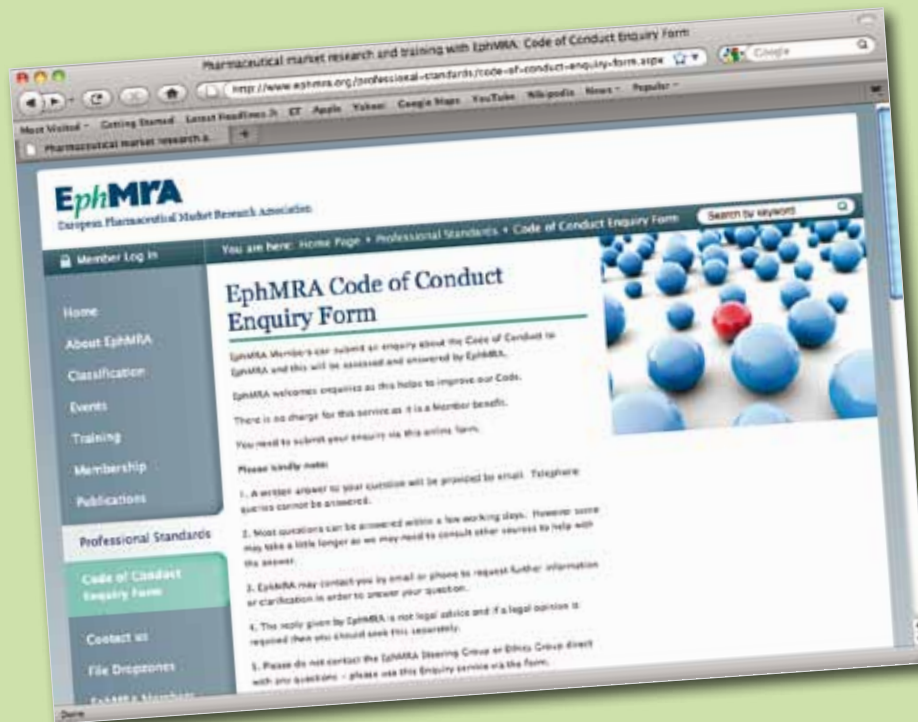 Pharmaceutical market research and training with EphMRA: Code of Conduct Enquiry Form
http://www.ephmra.org/professional-standards/code-of-conduct-enquiry-form.aspx
Google
Most Visited
Getting Started
Latest Headlines
Apple
Yahoo!
Google Maps
YouTube
Wikipedia
News
Popular
Pharmaceutical market research a...
EphMRA
European Pharmaceutical Market Research Association
Member Log In
You are here: Home Page • Professional Standards • Code of Conduct Enquiry Form
Search by keyword
Home
About EphMRA
Classification
Events
Training
Membership
Publications
Professional Standards
Code of Conduct
Enquiry Form
Contact us
File Dropzones
EphMRA Members
EphMRA Code of Conduct
Enquiry Form
EphMRA Members can submit an enquiry about the Code of Conduct to
EphMRA and this will be assessed and answered by EphMRA.
EphMRA welcomes enquiries as this helps to improve our Code.
There is no charge for this service as it is a Member benefit.
You need to submit your enquiry via this online form.
Please kindly note:
1. A written answer to your question will be provided by email. Telephone
queries cannot be answered.
2. Most questions can be answered within a few working days. However some
may take a little longer as we may need to consult other sources to help with
the answer.
3. EphMRA may contact you by email or phone to request further information
or clarification in order to answer your question.
4. The reply given by EphMRA is not legal advice and if a legal opinion is
required then you should seek this separately.
5. Please do not contact the EphMRA Steering Group or Ethics Group direct
with any questions - please use this Enquiry service via the form.
Done